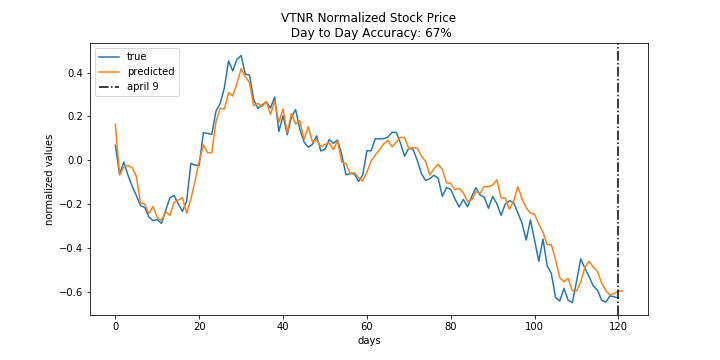 VTNR Normalized Stock Price
Day to Day Accuracy: 67%
true
predicted
april 9
normalized values
0.4
0.2
0.0
−0.2
−0.4
−0.6
0 20 40 60 80 100 120
days